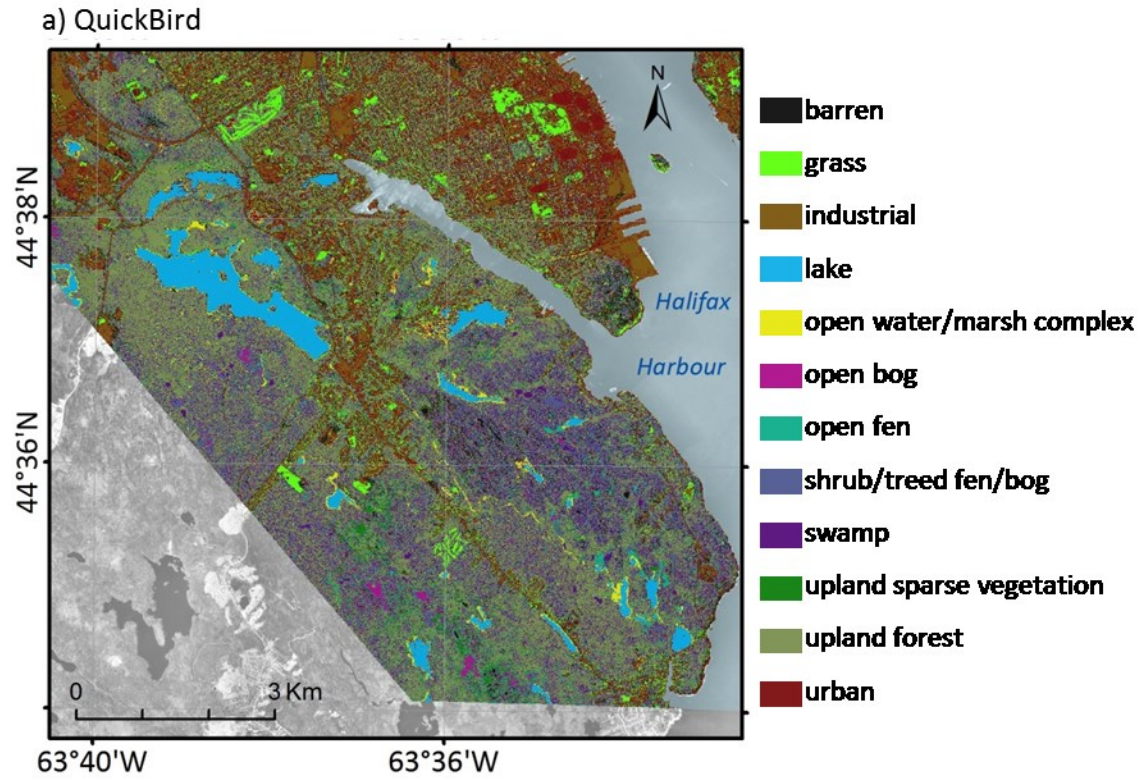 a) QuickBird
N
44°38'N
44°36'N
Halifax
Harbour
0 3 Km
63°40'W
63°36'W
barren
grass
industrial
lake
open water/marsh complex
open bog
open fen
shrub/treed fen/bog
swamp
upland sparse vegetation
upland forest
urban